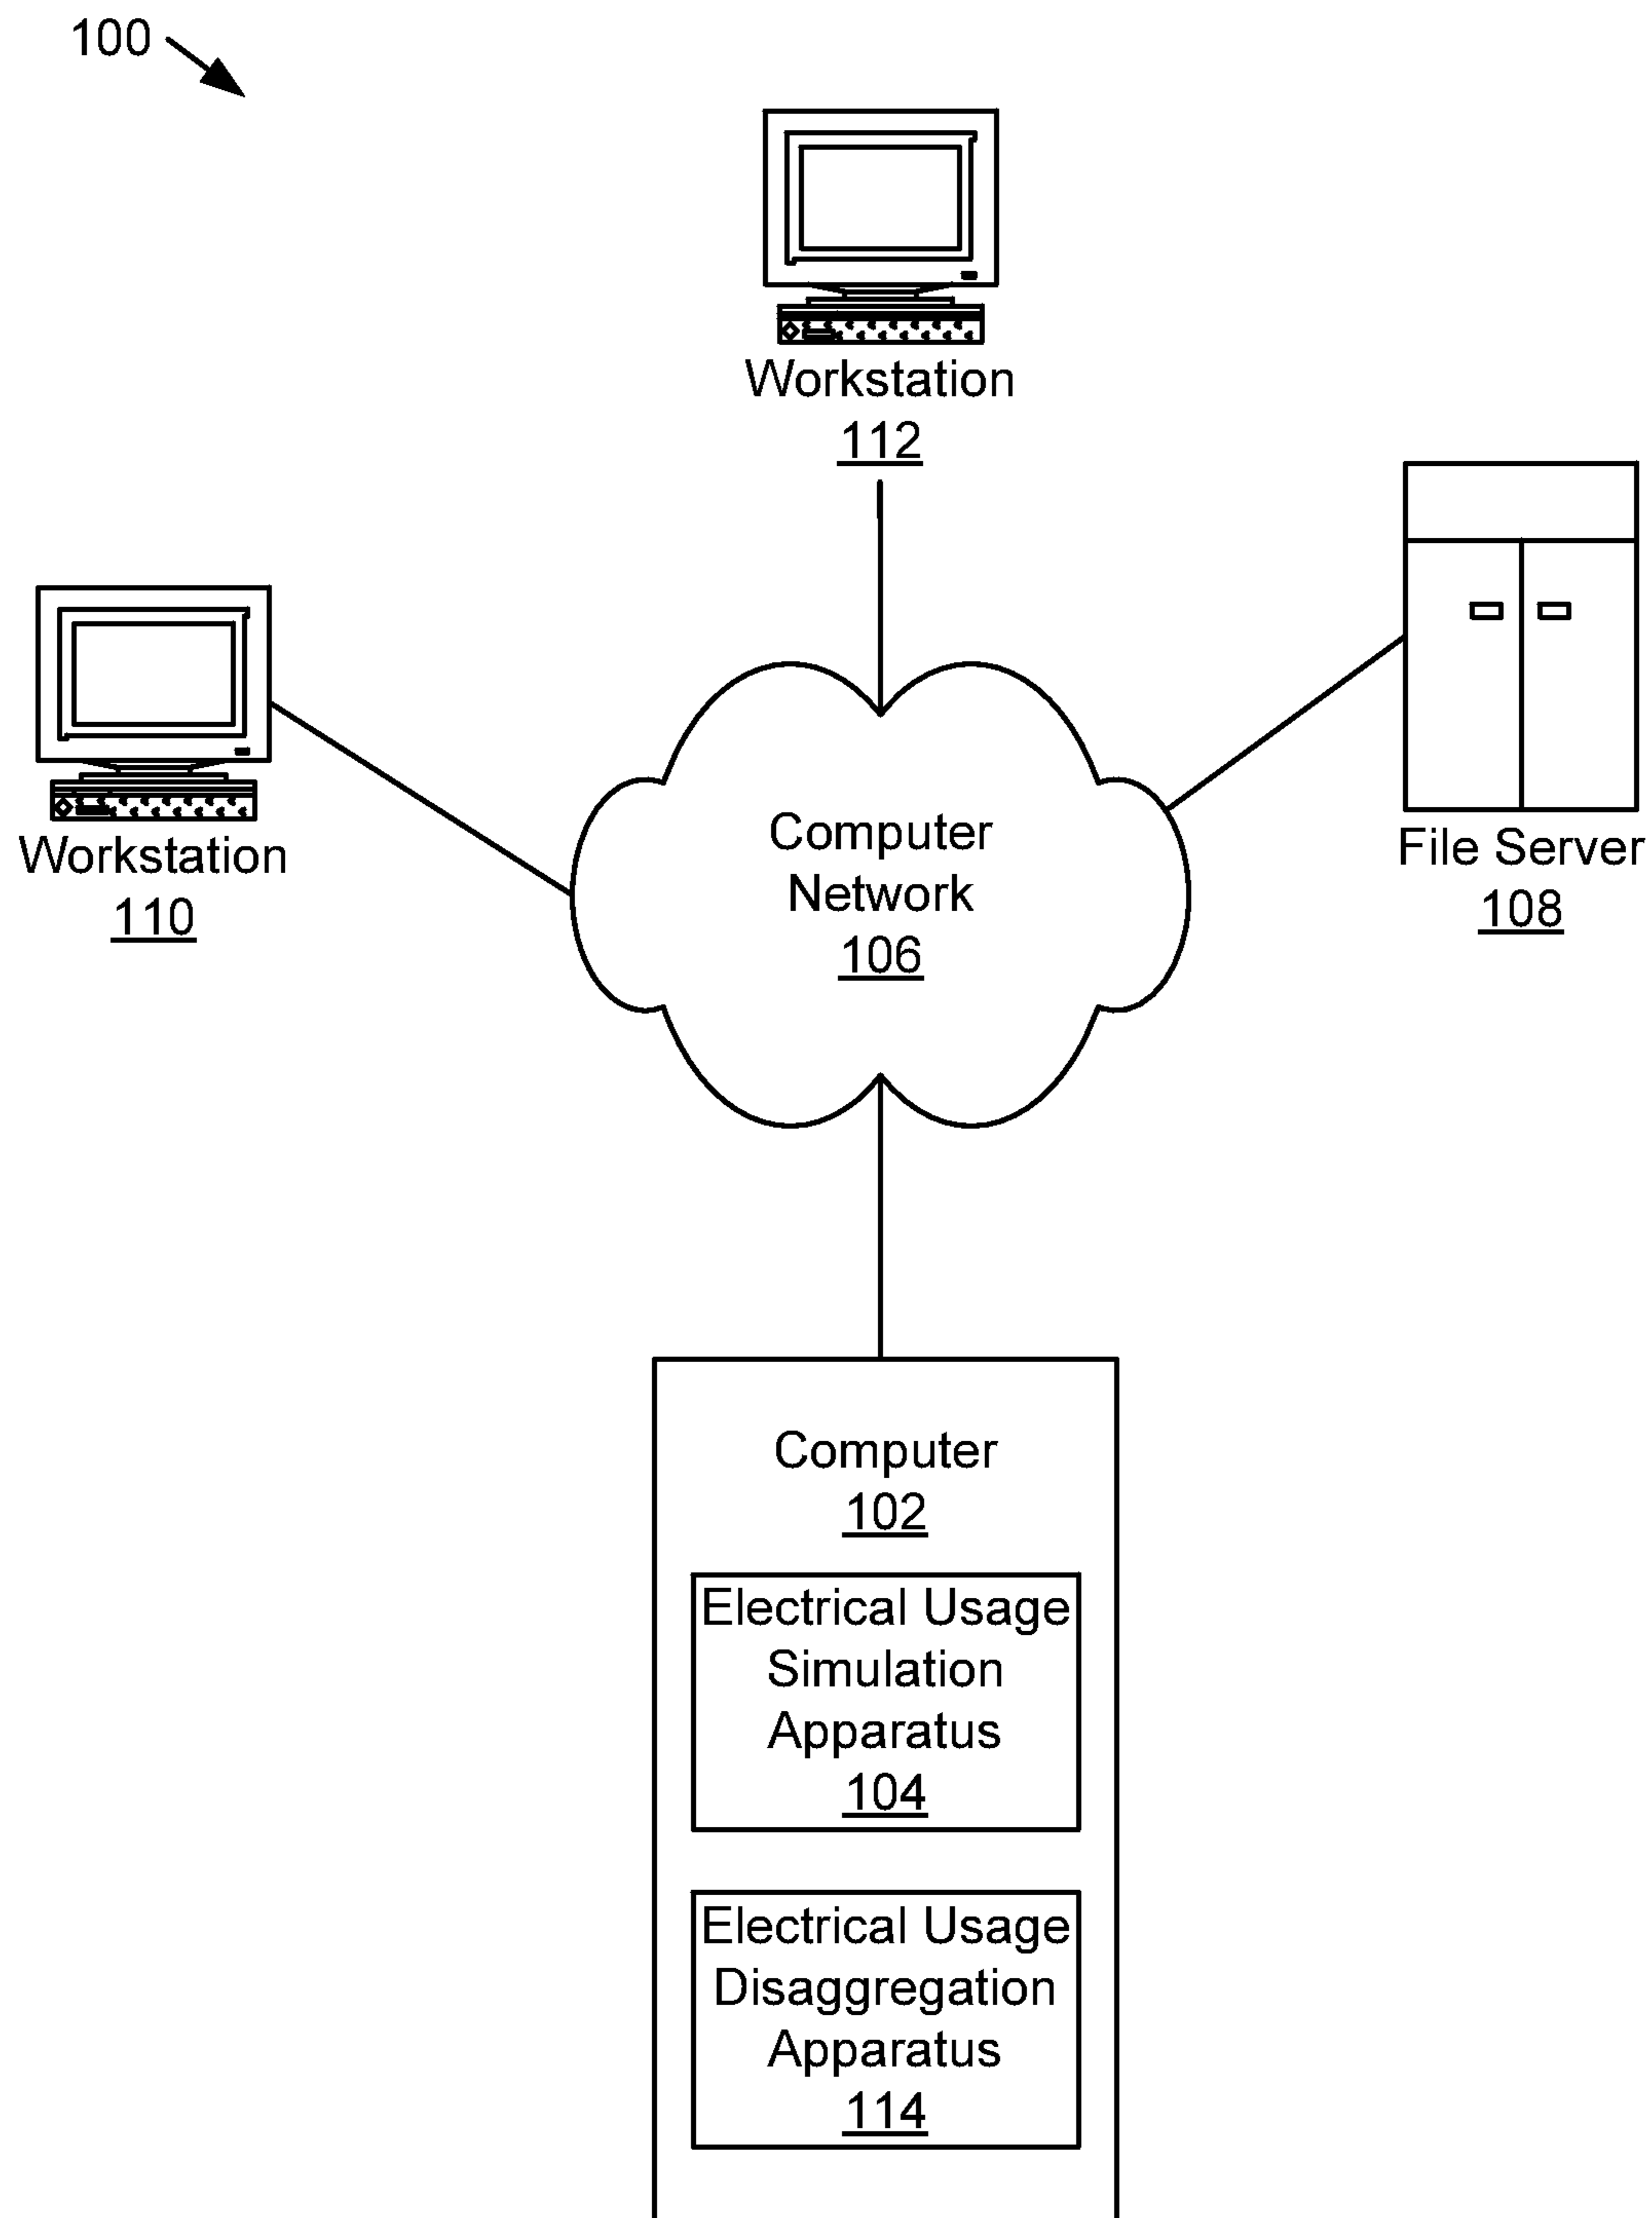 100
Workstation
112
Workstation
110
Computer
Network
106
File Server
108
Computer
102
Electrical Usage
Simulation
Apparatus
104
Electrical Usage
Disaggregation
Apparatus
114